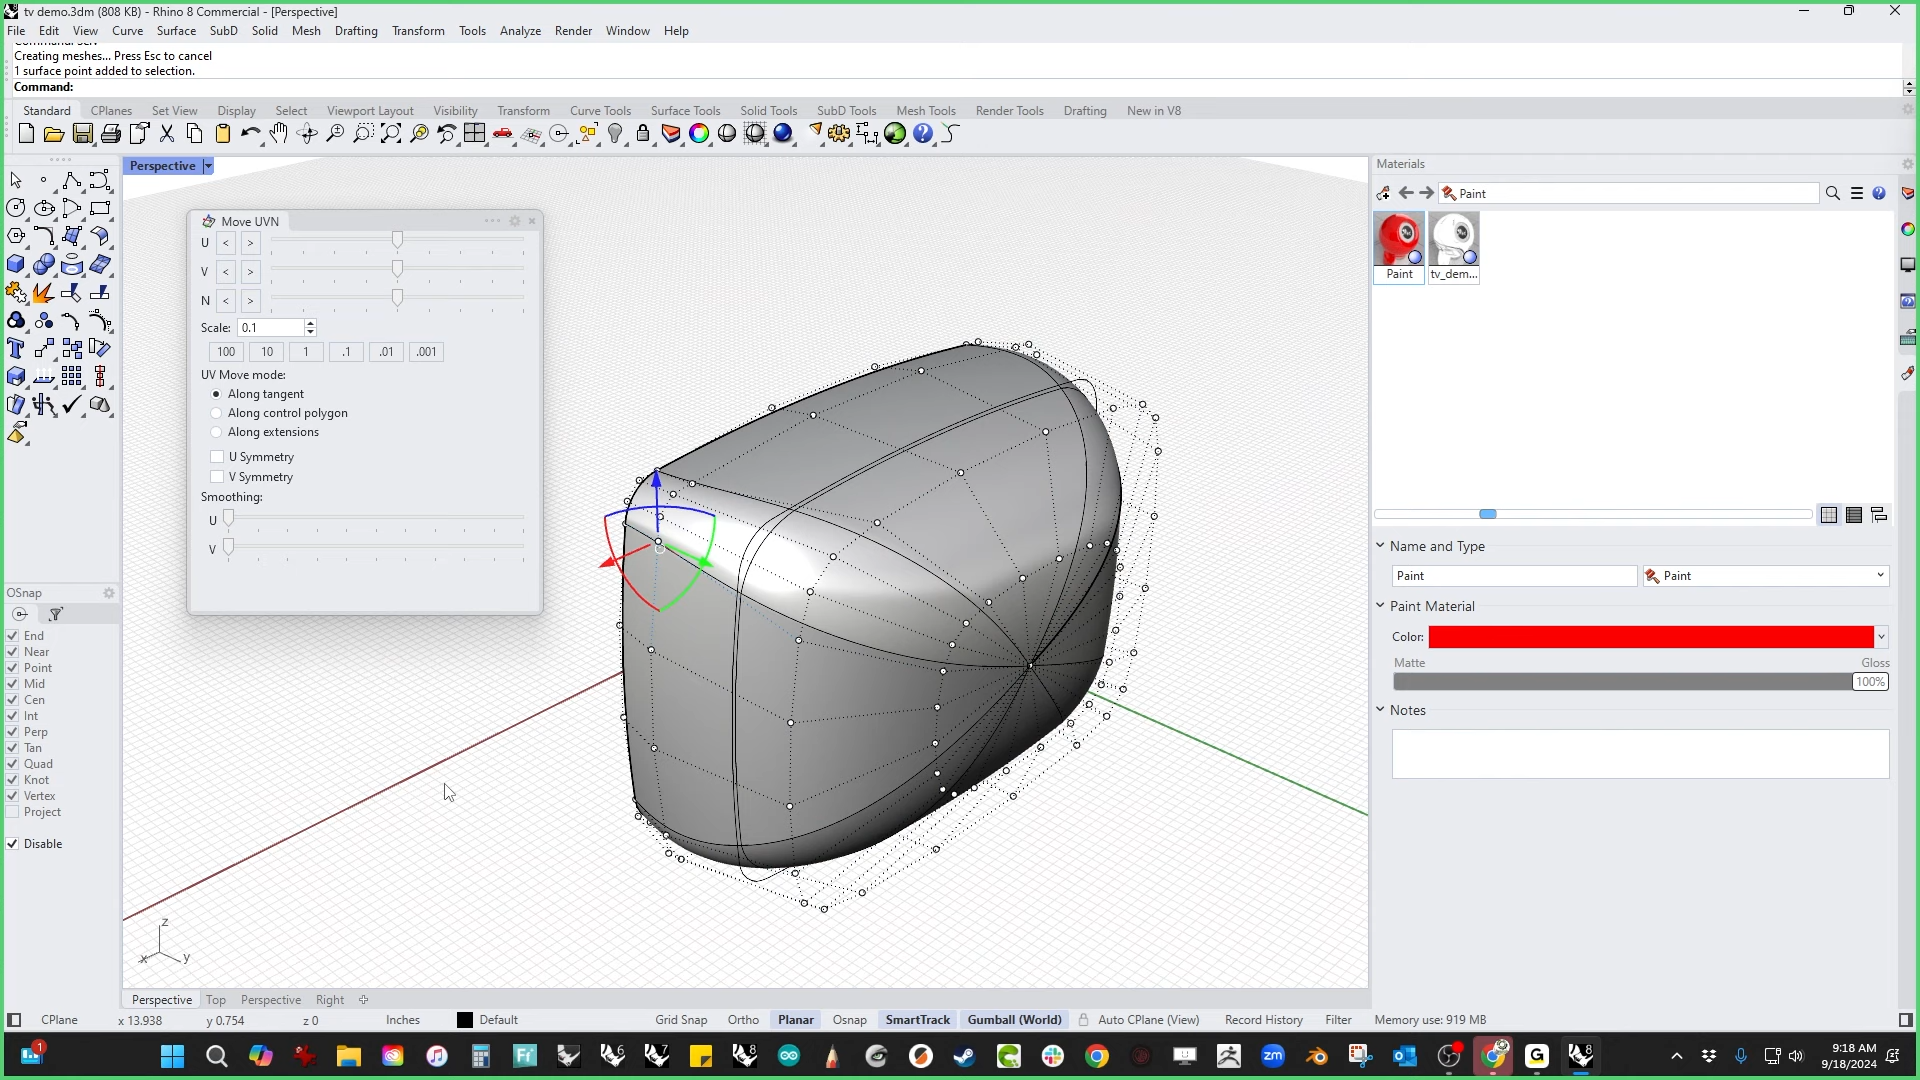 tv demo.3dm (808 KB) - Rhino 8 Commercial - [Perspective]
File Edit View Curve Surface SubD Solid Mesh Drafting Transform Tools Analyze Render Window Help
Creating meshes... Press Esc to cancel
1 surface point added to selection.
Command:
Standard CPlanes Set View Display Select Viewport Layout Visibility Transform Curve Tools Surface Tools Solid Tools SubD Tools Mesh Tools Render Tools Drafting New in V8
Perspective
Move UVN
U < >
V < >
N < >
Scale: 0.1
100 10 1 .1 .01 .001
UV Move mode:
Along tangent
Along control polygon
Along extensions
U Symmetry
V Symmetry
Smoothing:
U
V
OSnap
End
Near
Point
Mid
Cen
Int
Perp
Tan
Quad
Knot
Vertex
Project
Disable
z
x y
Materials
Paint
Paint tv_dem...
Name and Type
Paint Paint
Paint Material
Color:
Matte Gloss
100%
Notes
Perspective Top Perspective Right
CPlane x 13.938 y 0.754 z 0 Inches Default Grid Snap Ortho Planar Osnap SmartTrack Gumball (World) Auto CPlane (View) Record History Filter Memory use: 919 MB
1 Fi 6 7 8 zm G 8
9:18 AM
9/18/2024